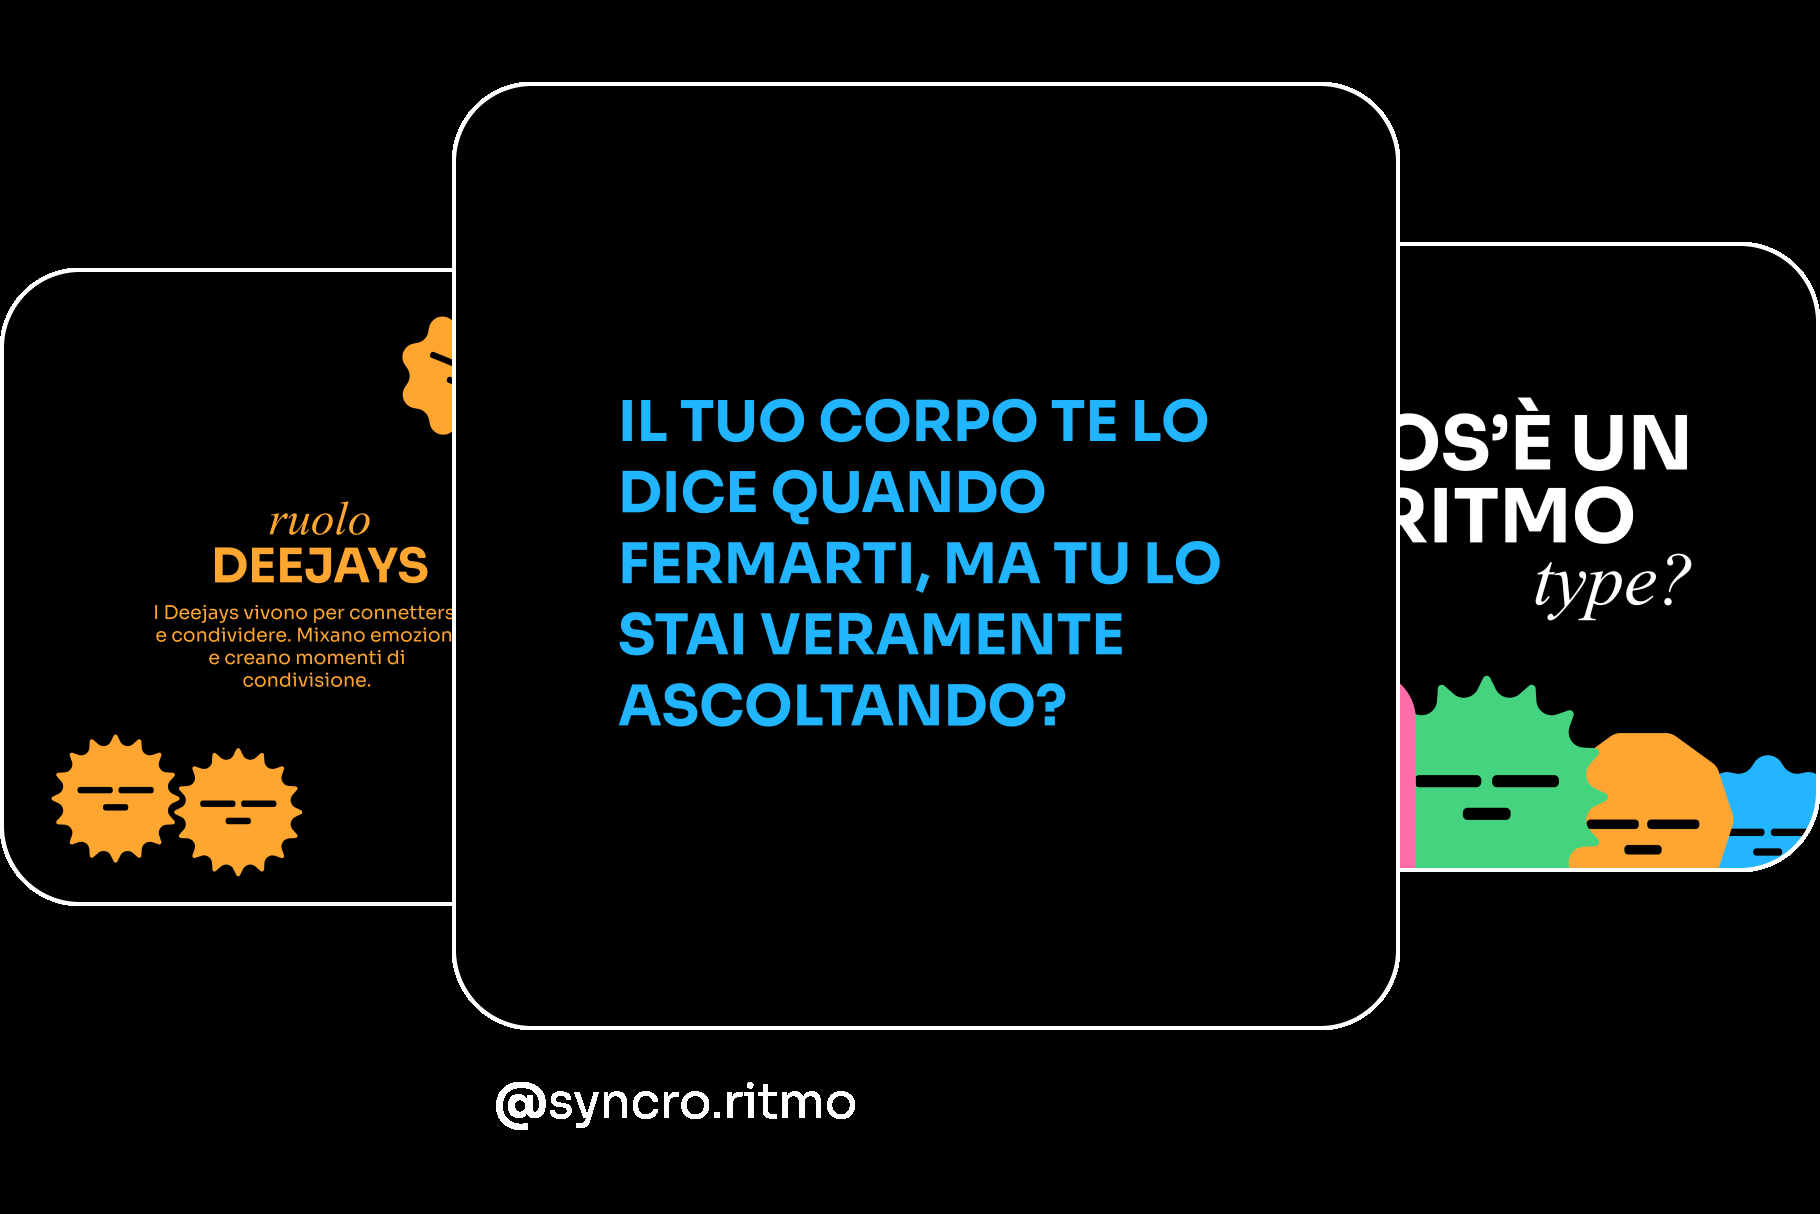 ruolo
DEEJAYS
I Deejays vivono per connetters
e condividere. Mixano emozion
e creano momenti di
condivisione.
IL TUO CORPO TE LO
DICE QUANDO
FERMARTI, MA TU LO
STAI VERAMENTE
ASCOLTANDO?
OS’È UN
RITMO
type?
@syncro.ritmo